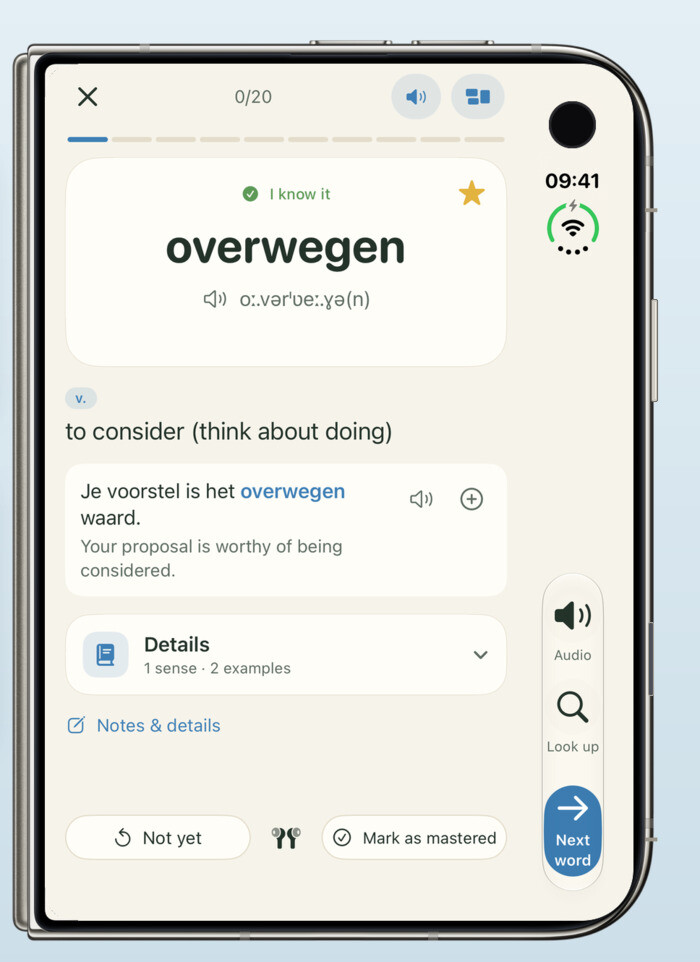 0/20
09:41
I know it
overwegen
oː.vərˈʋeː.ɣə(n)
v.
to consider (think about doing)
Je voorstel is het overwegen
waard.
Your proposal is worthy of being
considered.
Details
1 sense · 2 examples
Notes & details
Not yet
Mark as mastered
Audio
Look up
Next
word